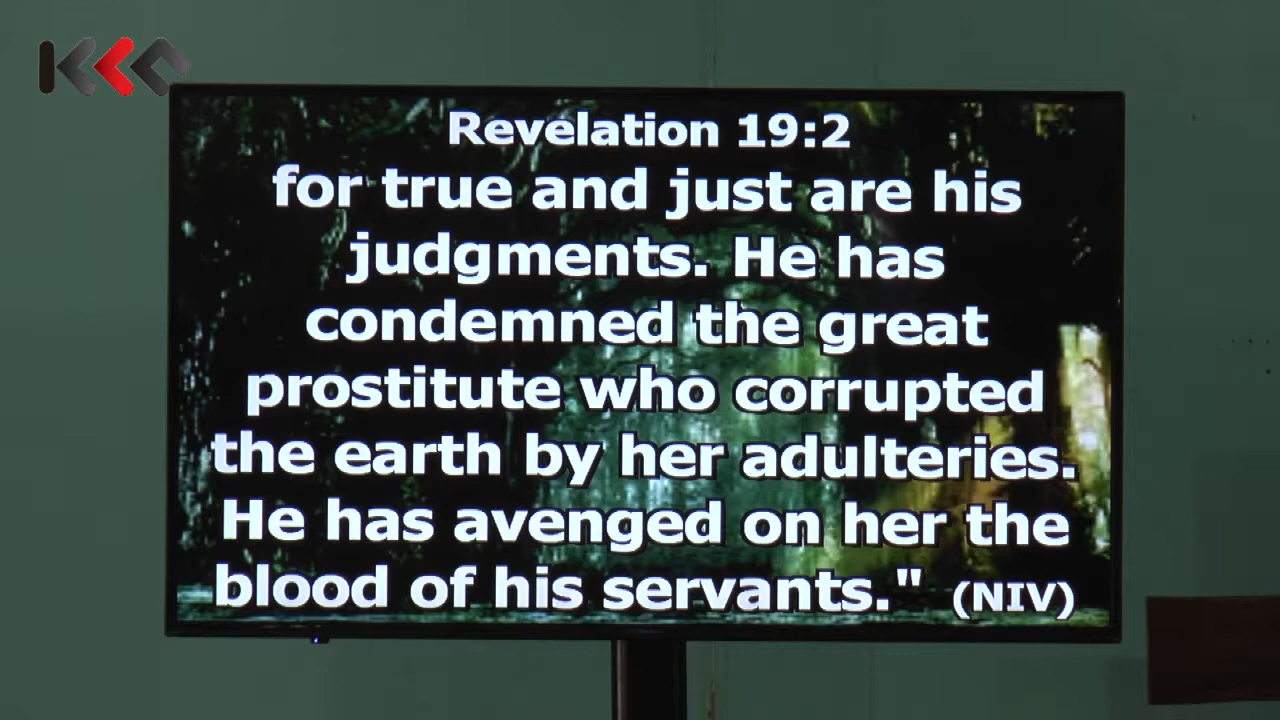 KCC
Revelation 19:2
for true and just are his
judgments. He has
condemned the great
prostitute who corrupted
the earth by her adulteries.
He has avenged on her the
blood of his servants." (NIV)